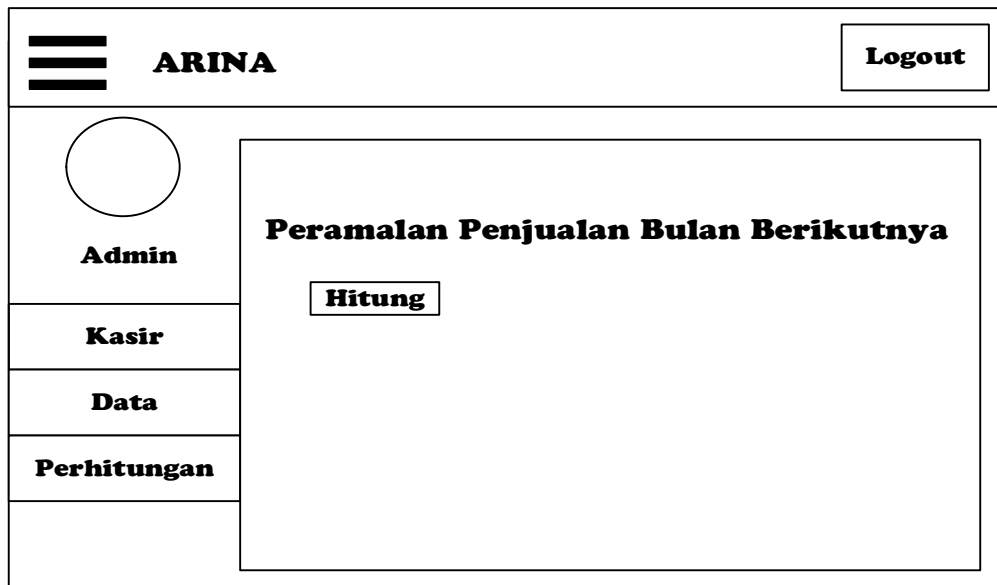 ARINA
Logout
Admin
Kasir
Data
Perhitungan
Peramalan Penjualan Bulan Berikutnya
Hitung